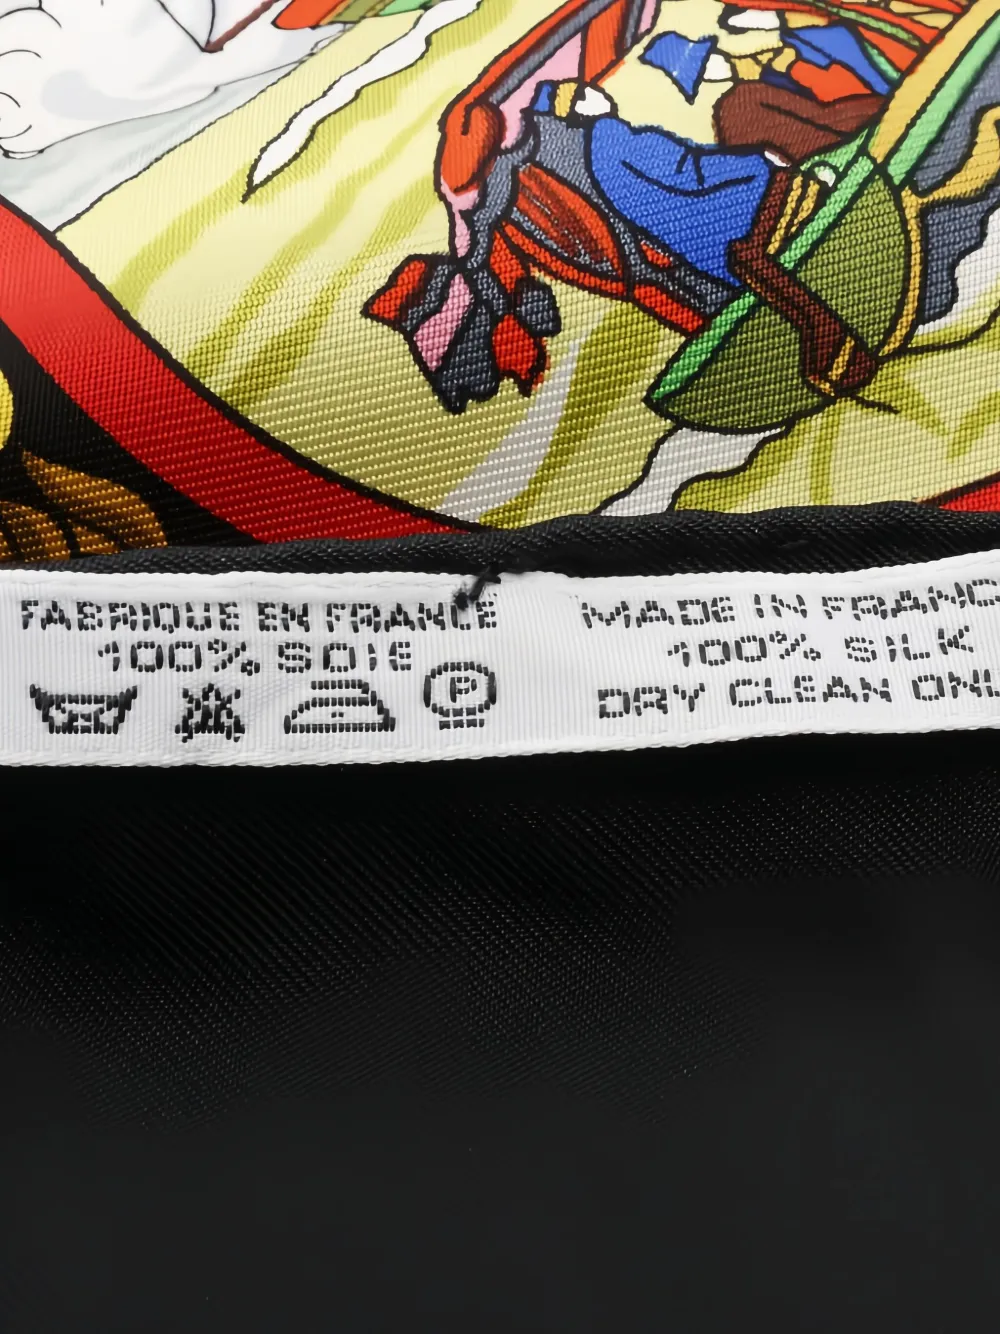 FABRIQUE EN FRANCE
100% SOIE
P
MADE IN FRANC
100% SILK
DRY CLEAN ONL